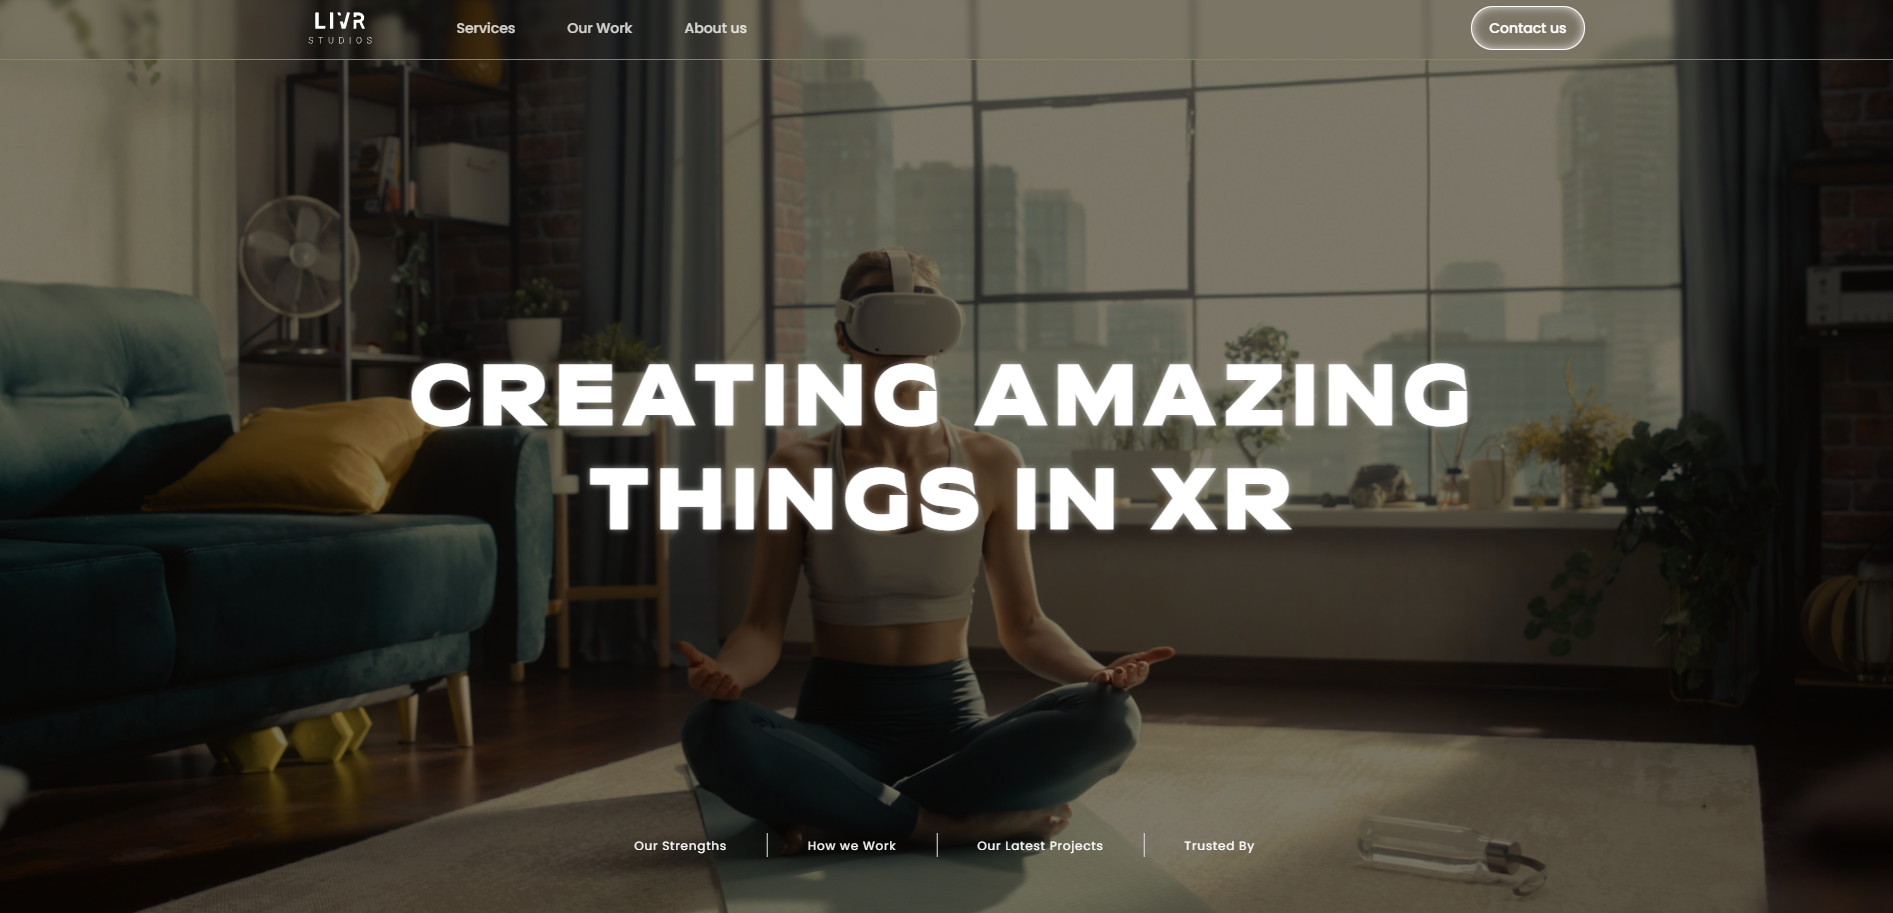 LIVR
STUDIOS
Services
Our Work
About us
Contact us
CREATING AMAZING
THINGS IN XR
Our Strengths
How we Work
Our Latest Projects
Trusted By